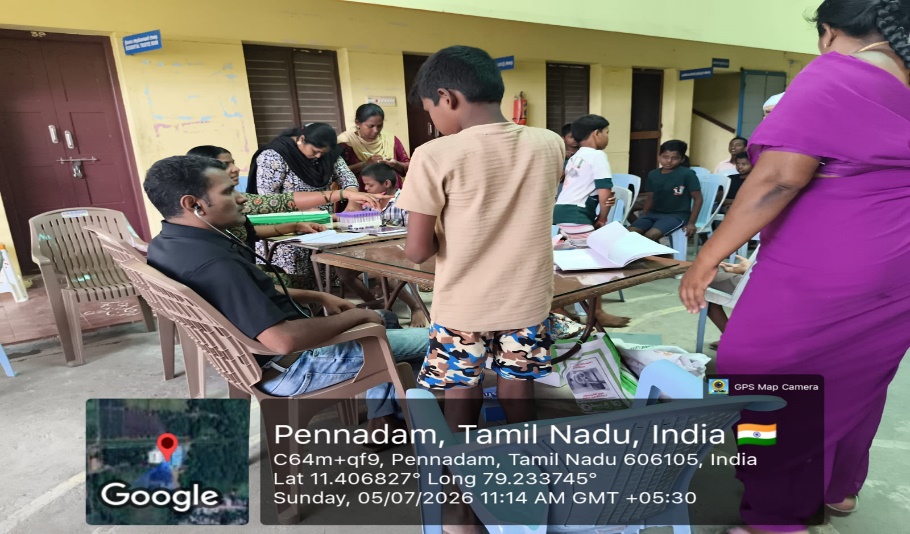 GPS Map Camera
Pennadam, Tamil Nadu, India
C64m+qf9, Pennadam, Tamil Nadu 606105, India
Lat 11.406827° Long 79.233745°
Sunday, 05/07/2026 11:14 AM GMT +05:30
Google